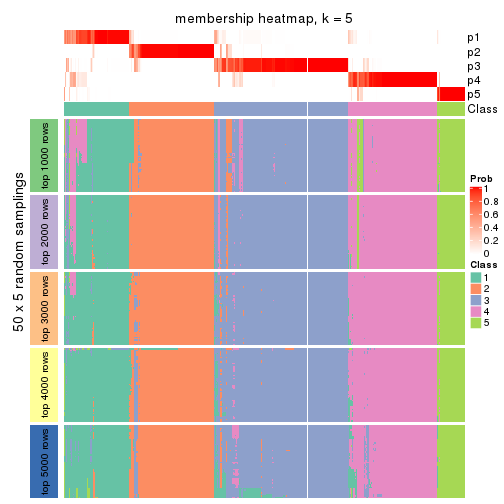 membership heatmap, k = 5
p1
p2
p3
p4
p5
Class
50 x 5 random samplings
top 1000 rows
top 2000 rows
top 3000 rows
top 4000 rows
top 5000 rows
Prob
1
0.8
0.6
0.4
0.2
0
Class
1
2
3
4
5